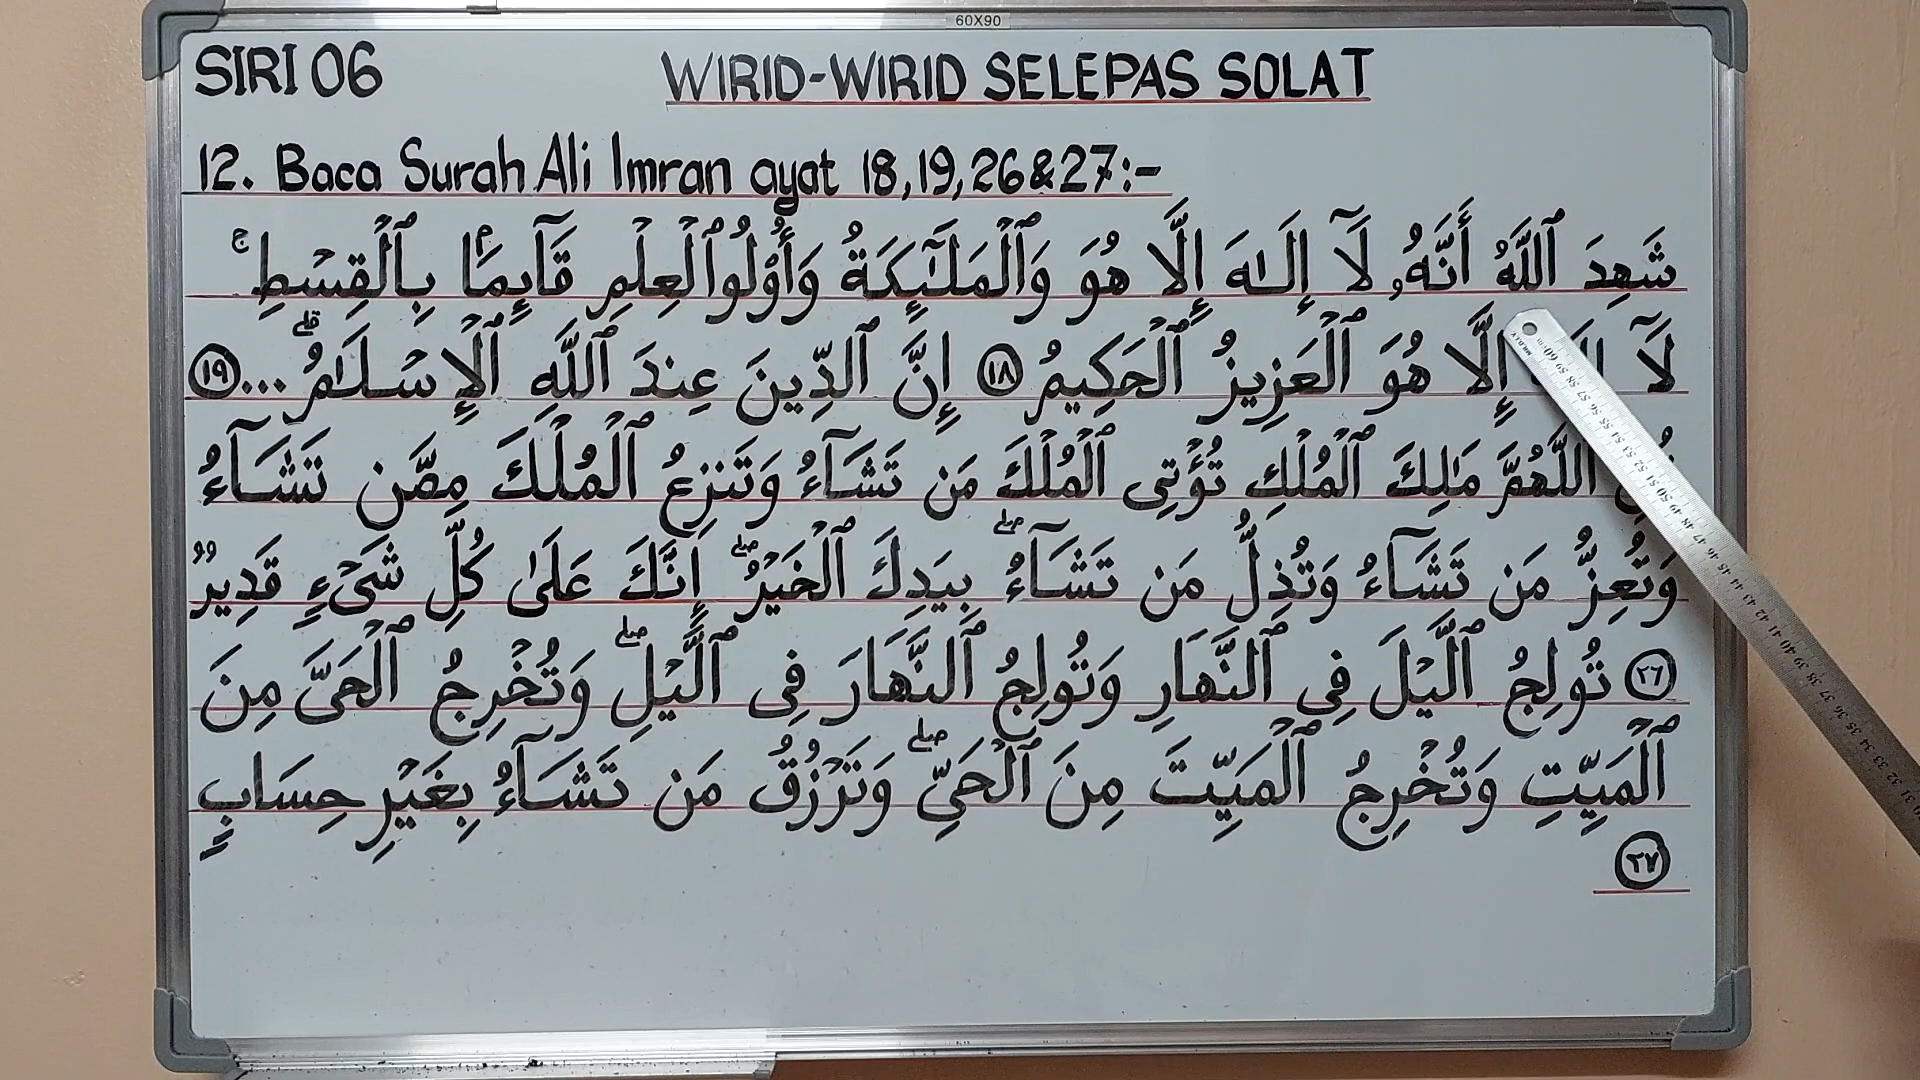 60X90
SIRI 06
WIRID-WIRID SELEPAS SOLAT
12. Baca Surah Ali Imran ayat 18,19,26&27:-
شَهِدَ ٱللَّهُ أَنَّهُۥ لَآ إِلَـٰهَ إِلَّا هُوَ وَٱلْمَلَـٰٓئِكَةُ وَأُو۟لُوا۟ ٱلْعِلْمِ قَآئِمًۢا بِٱلْقِسْطِ ۚ
لَآ إِلَّا هُوَ ٱلْعَزِيزُ ٱلْحَكِيمُ ١٨ إِنَّ ٱلدِّينَ عِندَ ٱللَّهِ ٱلْإِسْلَـٰمُ ۗ ... ١٩
ٱللَّهُمَّ مَـٰلِكَ ٱلْمُلْكِ تُؤْتِى ٱلْمُلْكَ مَن تَشَآءُ وَتَنزِعُ ٱلْمُلْكَ مِمَّن تَشَآءُ
وَتُعِزُّ مَن تَشَآءُ وَتُذِلُّ مَن تَشَآءُ ۖ بِيَدِكَ ٱلْخَيْرُ ۖ إِنَّكَ عَلَىٰ كُلِّ شَىْءٍ قَدِيرٌ
٢٦ تُولِجُ ٱلَّيْلَ فِى ٱلنَّهَارِ وَتُولِجُ ٱلنَّهَارَ فِى ٱلَّيْلِ ۖ وَتُخْرِجُ ٱلْحَىَّ مِنَ
ٱلْمَيِّتِ وَتُخْرِجُ ٱلْمَيِّتَ مِنَ ٱلْحَىِّ ۖ وَتَرْزُقُ مَن تَشَآءُ بِغَيْرِ حِسَابٍ
٢٧